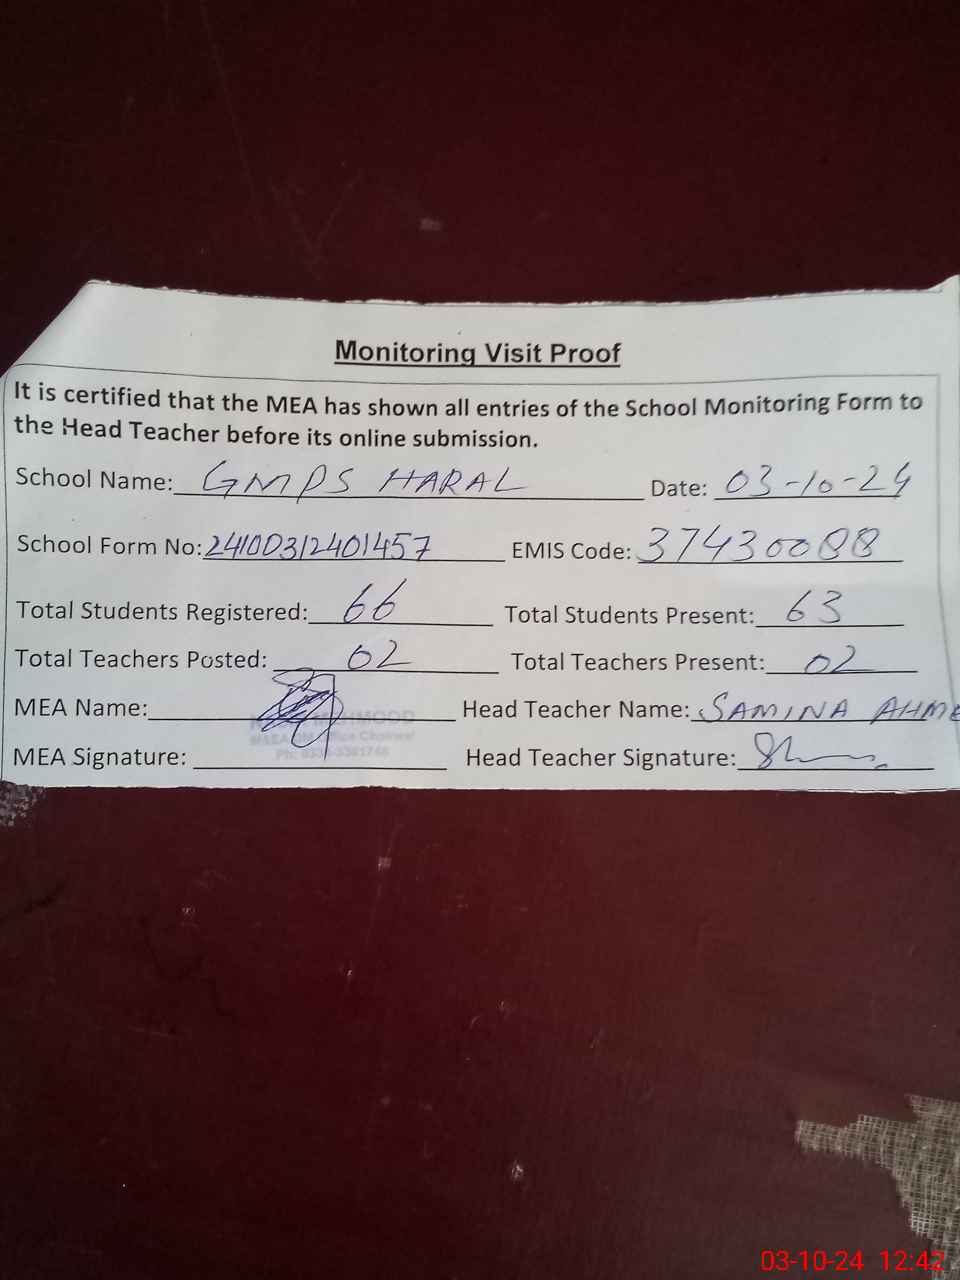 Monitoring Visit Proof
It is certified that the MEA has shown all entries of the School Monitoring Form to
the Head Teacher before its online submission.
School Name: GMPS HARAL Date: 03-10-24
School Form No: 24100312401457 EMIS Code: 37430088
Total Students Registered: 66 Total Students Present: 63
Total Teachers Posted: 02 Total Teachers Present: 02
MEA Name: Head Teacher Name: SAMINA AHME
MEA Signature: Head Teacher Signature:
03-10-24 12:42